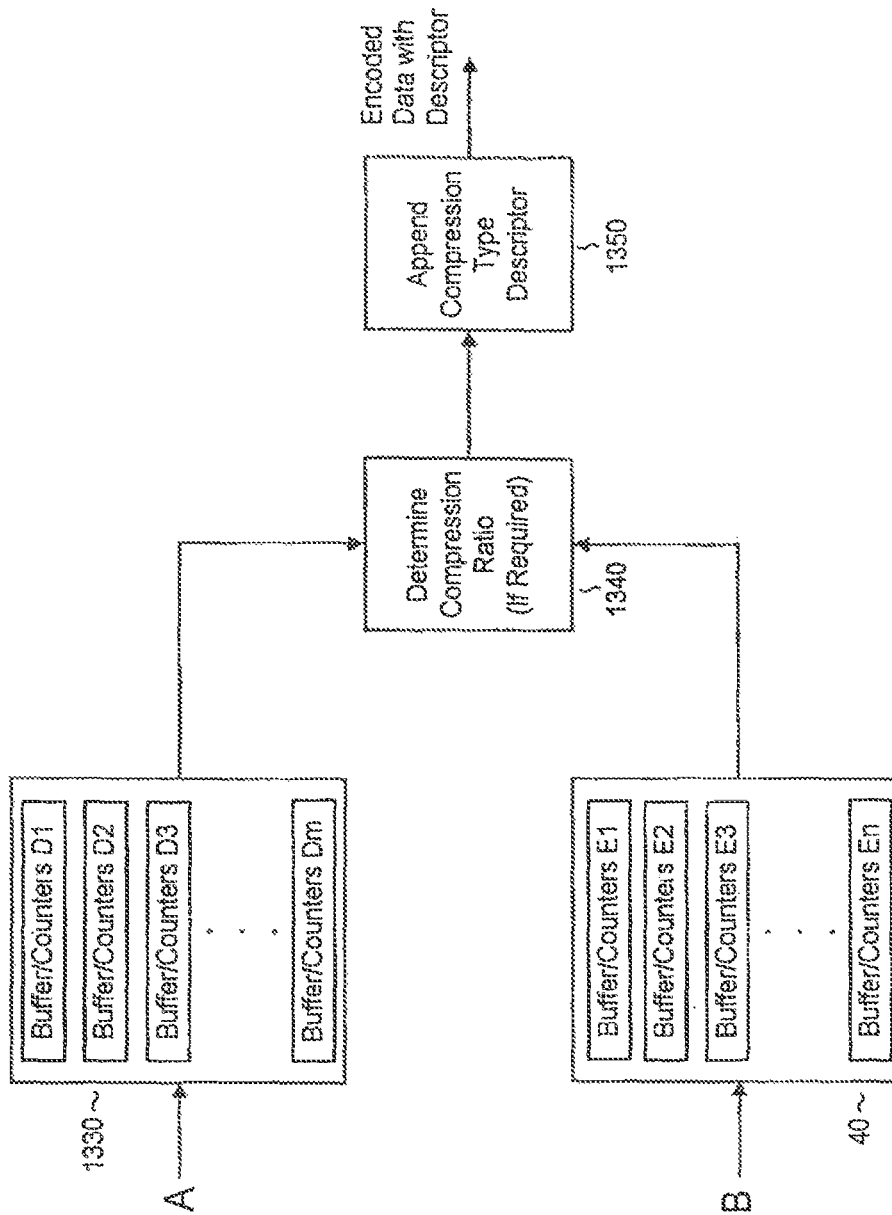 A
1330
Buffer/Counters D1
Buffer/Counters D2
Buffer/Counters D3
.
.
.
Buffer/Counters Dm
B
40
Buffer/Counters E1
Buffer/Counters E2
Buffer/Counters E3
.
.
.
Buffer/Counters En
Determine
Compression
Ratio
(If Required)
1340
Append
Compression
Type
Descriptor
1350
Encoded
Data with
Descriptor